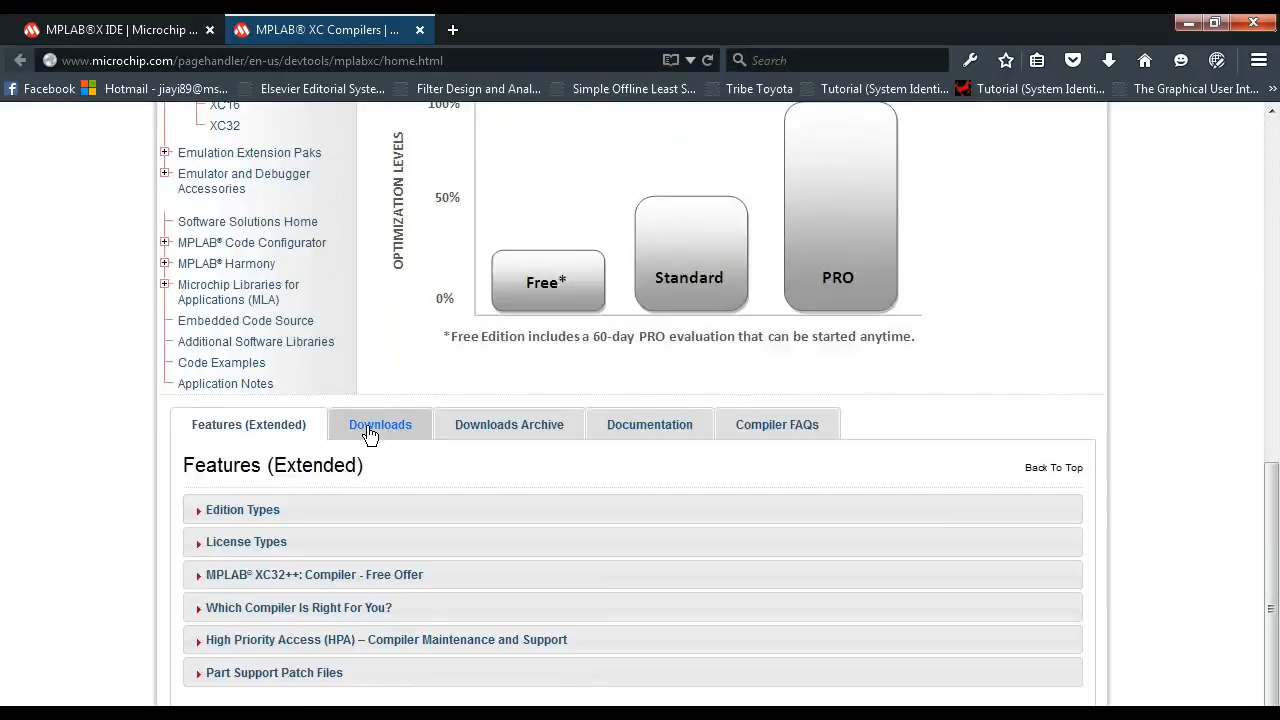 MPLAB®X IDE | Microchip ...
MPLAB® XC Compilers | ...
www.microchip.com/pagehandler/en-us/devtools/mplabxc/home.html
Search
Facebook
Hotmail - jiayi89@ms...
Elsevier Editorial Syste...
Filter Design and Anal...
Simple Offline Least S...
Tribe Toyota
Tutorial (System Identi...
Tutorial (System Identi...
The Graphical User Int...
XC16
XC32
Emulation Extension Paks
Emulator and Debugger
Accessories
Software Solutions Home
MPLAB® Code Configurator
MPLAB® Harmony
Microchip Libraries for
Applications (MLA)
Embedded Code Source
Additional Software Libraries
Code Examples
Application Notes
OPTIMIZATION LEVELS
100%
50%
0%
Free*
Standard
PRO
*Free Edition includes a 60-day PRO evaluation that can be started anytime.
Features (Extended)
Downloads
Downloads Archive
Documentation
Compiler FAQs
Features (Extended)
Back To Top
Edition Types
License Types
MPLAB® XC32++: Compiler - Free Offer
Which Compiler Is Right For You?
High Priority Access (HPA) – Compiler Maintenance and Support
Part Support Patch Files